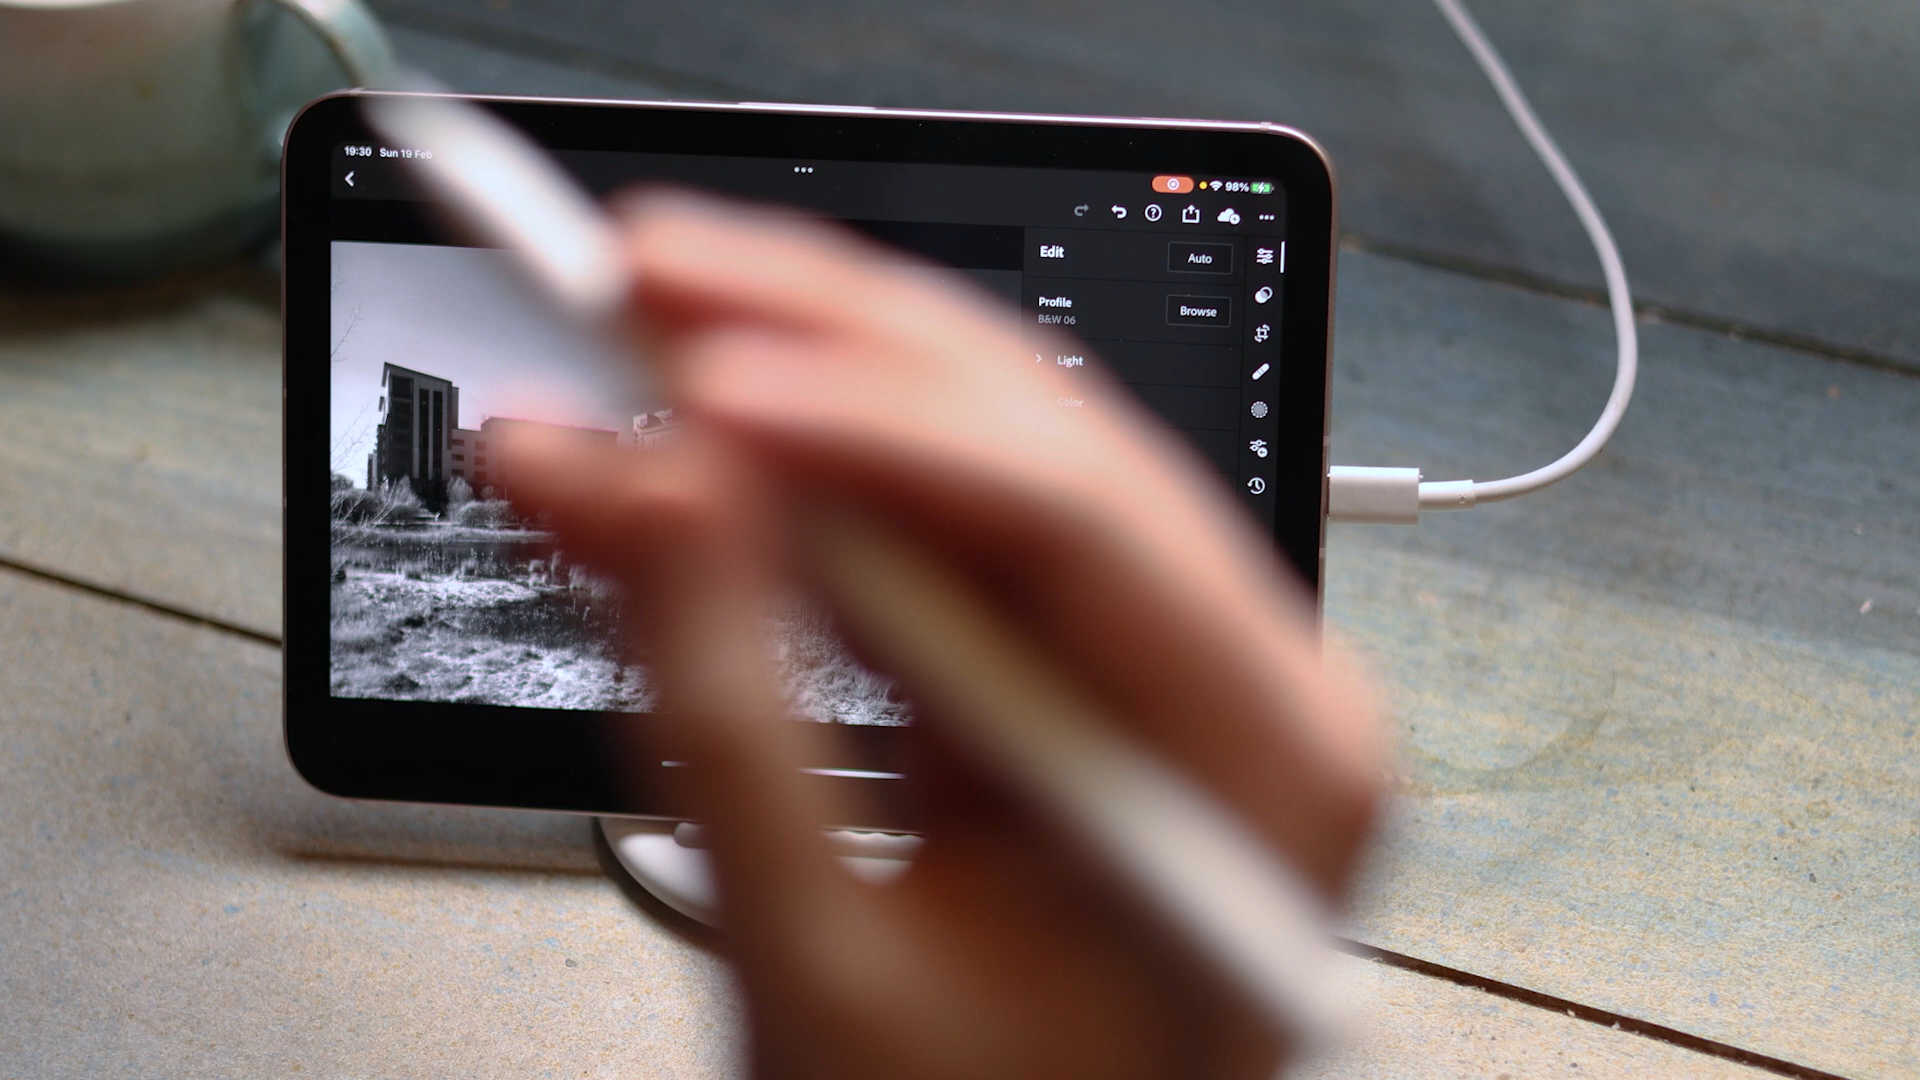 19:30 Sun 19 Feb
98%
Edit
Auto
Profile
B&W 06
Browse
Light
Color